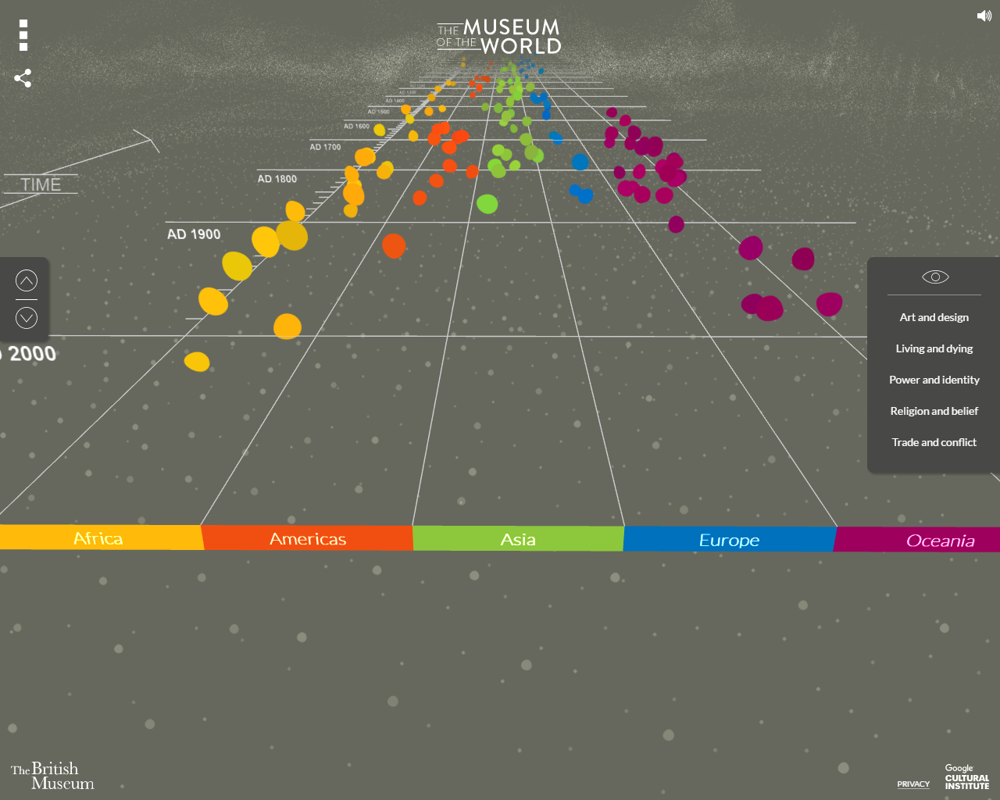 THE MUSEUM
OF THE WORLD
AD 1400
AD 1500
AD 1600
AD 1700
AD 1800
TIME
AD 1900
2000
Art and design
Living and dying
Power and identity
Religion and belief
Trade and conflict
Africa
Americas
Asia
Europe
Oceania
The British
Museum
PRIVACY
Google
CULTURAL
INSTITUTE